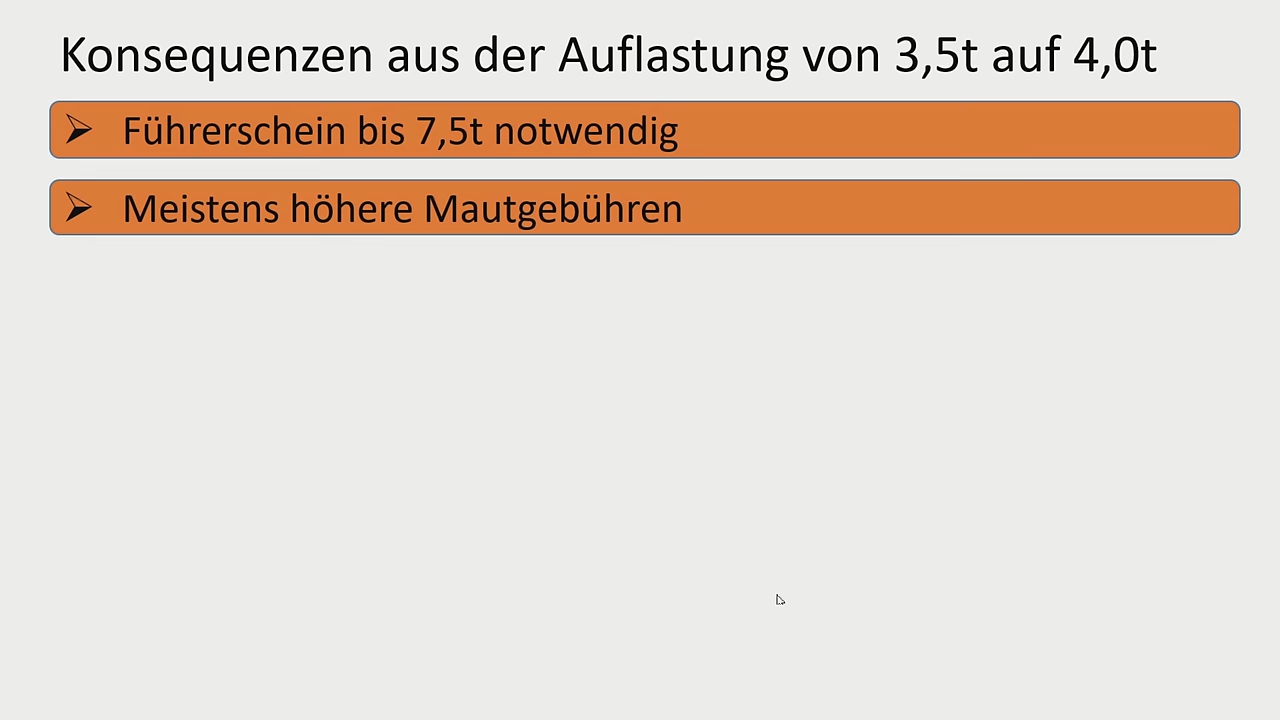 Konsequenzen aus der Auflastung von 3,5t auf 4,0t
➢ Führerschein bis 7,5t notwendig
➢ Meistens höhere Mautgebühren